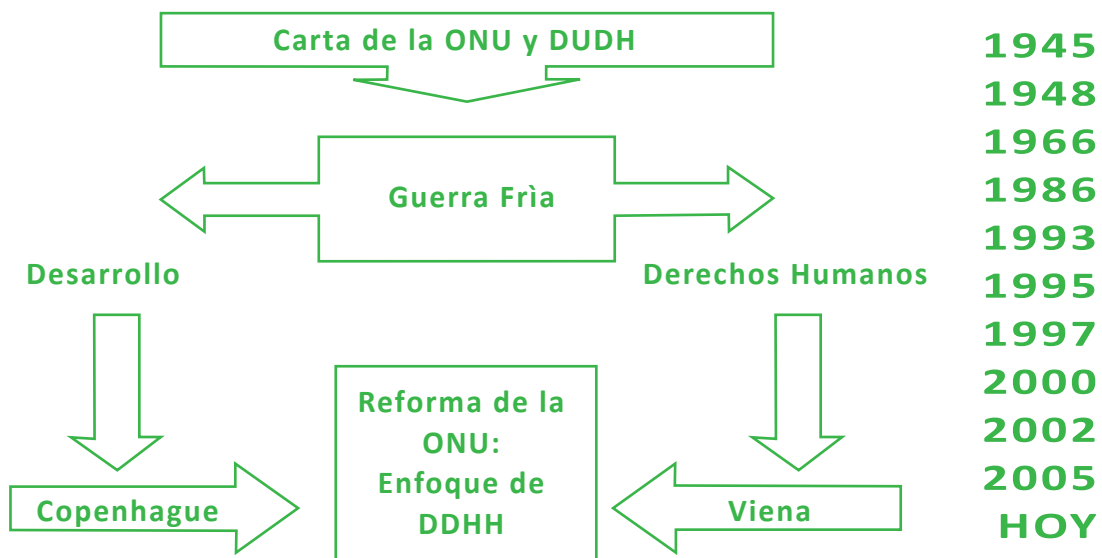 Carta de la ONU y DUDH
Guerra Frìa
Desarrollo
Derechos Humanos
Reforma de la
ONU:
Enfoque de
DDHH
Copenhague
Viena
1945
1948
1966
1986
1993
1995
1997
2000
2002
2005
HOY